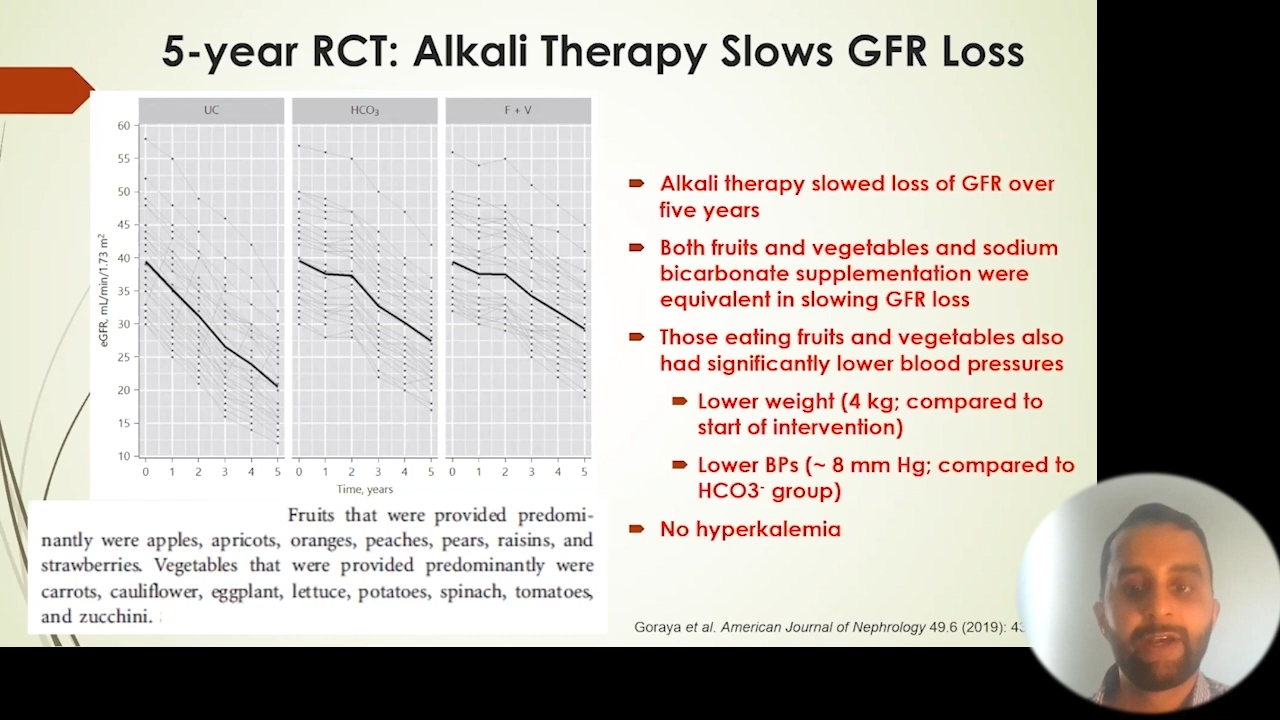 5-year RCT: Alkali Therapy Slows GFR Loss
UC HCO₃ F + V
60
55
50
45
40
35
30
25
20
15
10
eGFR, mL/min/1.73 m²
0 1 2 3 4 5 0 1 2 3 4 5 0 1 2 3 4 5
Time, years
Fruits that were provided predomi-
nantly were apples, apricots, oranges, peaches, pears, raisins, and
strawberries. Vegetables that were provided predominantly were
carrots, cauliflower, eggplant, lettuce, potatoes, spinach, tomatoes,
and zucchini.
Alkali therapy slowed loss of GFR over
five years
Both fruits and vegetables and sodium
bicarbonate supplementation were
equivalent in slowing GFR loss
Those eating fruits and vegetables also
had significantly lower blood pressures
Lower weight (4 kg; compared to
start of intervention)
Lower BPs (~ 8 mm Hg; compared to
HCO3⁻ group)
No hyperkalemia
Goraya et al. American Journal of Nephrology 49.6 (2019):